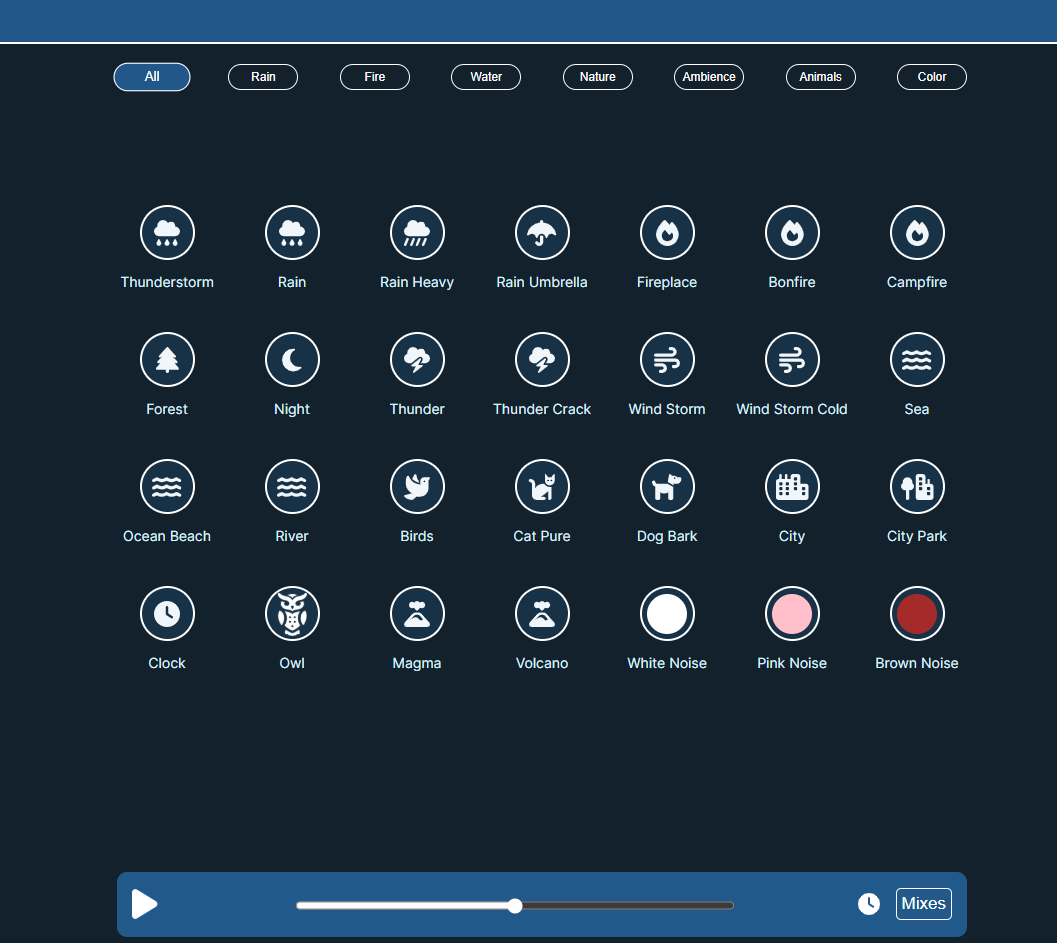 All Rain Fire Water Nature Ambience Animals Color
Thunderstorm Rain Rain Heavy Rain Umbrella Fireplace Bonfire Campfire
Forest Night Thunder Thunder Crack Wind Storm Wind Storm Cold Sea
Ocean Beach River Birds Cat Pure Dog Bark City City Park
Clock Owl Magma Volcano White Noise Pink Noise Brown Noise
Mixes